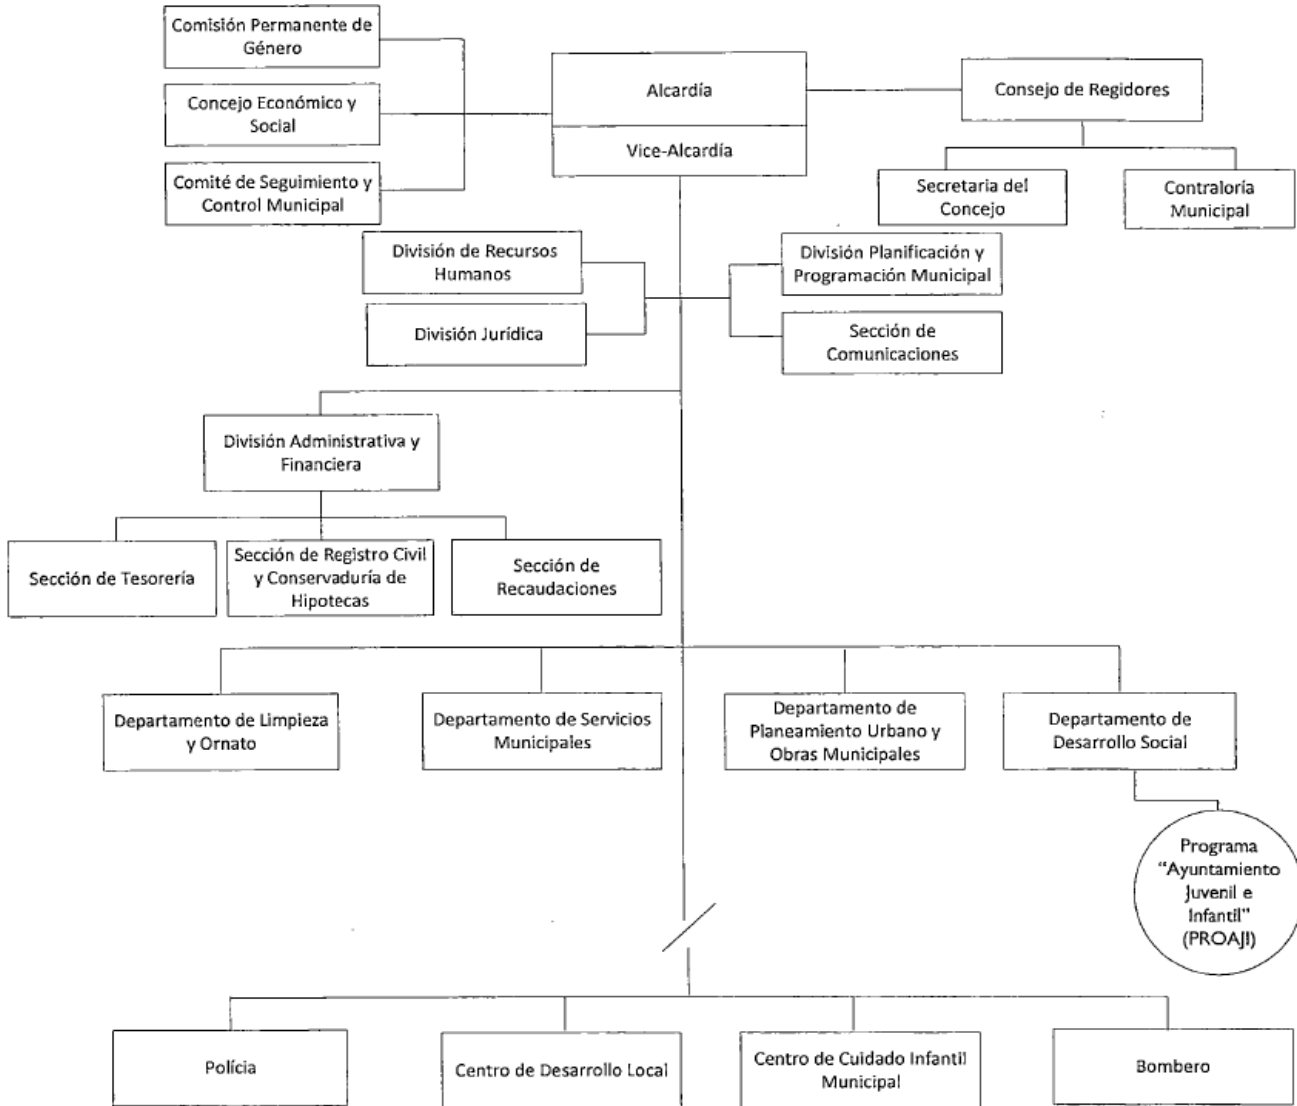 Comisión Permanente de
Género
Alcardía
Consejo de Regidores
Concejo Económico y
Social
Vice-Alcardía
Comité de Seguimiento y
Control Municipal
Secretaria del
Concejo
Contraloría
Municipal
División de Recursos
Humanos
División Planificación y
Programación Municipal
División Jurídica
Sección de
Comunicaciones
División Administrativa y
Financiera
Sección de Tesorería
Sección de Registro Civil
y Conservaduría de
Hipotecas
Sección de
Recaudaciones
Departamento de Limpieza
y Ornato
Departamento de Servicios
Municipales
Departamento de
Planeamiento Urbano y
Obras Municipales
Departamento de
Desarrollo Social
Programa
“Ayuntamiento
Juvenil e
Infantil”
(PROAJI)
Polícia
Centro de Desarrollo Local
Centro de Cuidado Infantil
Municipal
Bombero